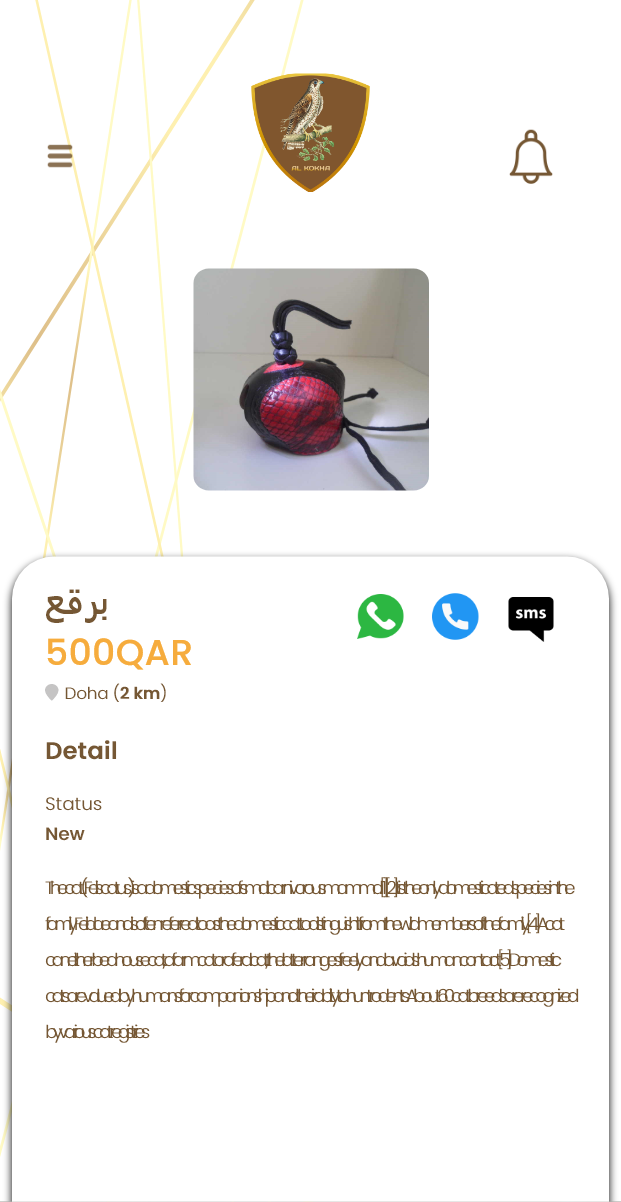 AL KOKHA
برقع
500QAR
Doha (2 km)
sms
Detail
Status
New
The cat (Felis catus) is a domestic species of small carnivorous mammal.[1][2] It is the only domesticated species in the
family Felidae and is often referred to as the domestic cat to distinguish it from the wild members of the family.[4] A cat
can either be a house cat, a farm cat or a feral cat; the latter ranges freely and avoids human contact.[5] Domestic
cats are valued by humans for companionship and their ability to hunt rodents. About 60 cat breeds are recognized
by various cat registries